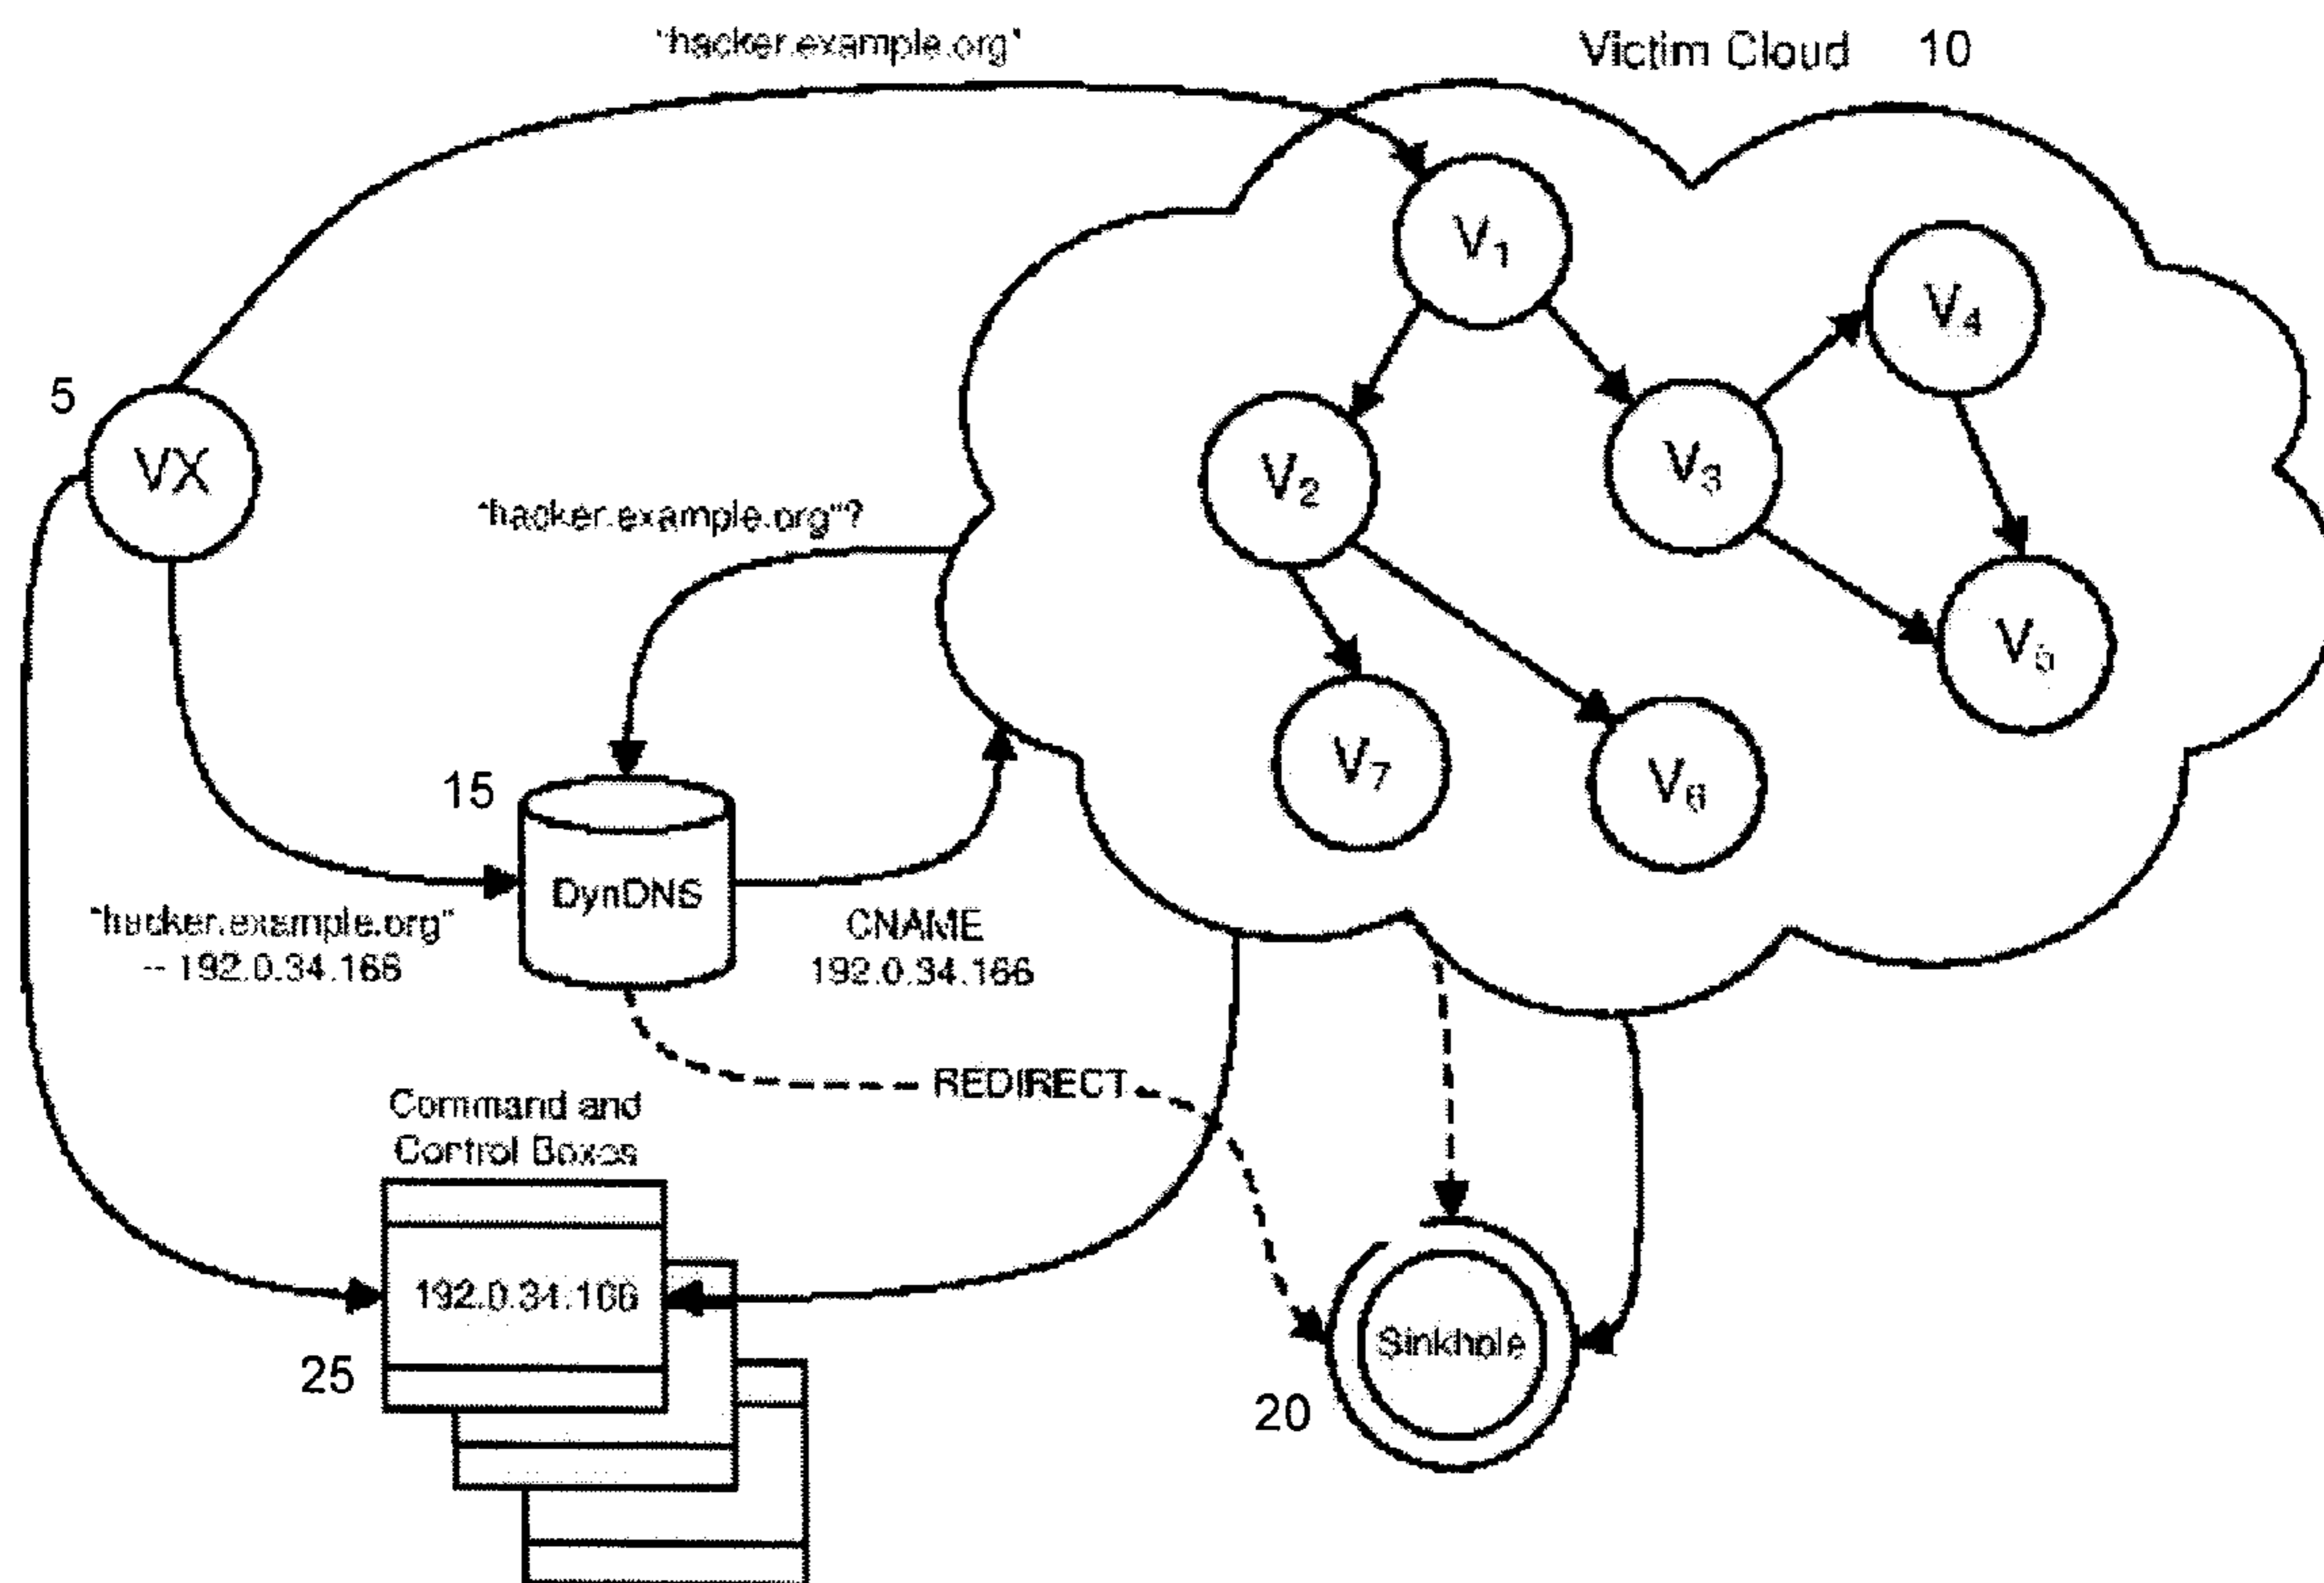 "hacker.example.org"
Victim Cloud 10
V1
V4
5
VX
V2
V3
"hacker.example.org"?
V5
V7
V6
15
DynDNS
"hacker.example.org"
-- 192.0.34.166
CNAME
192.0.34.166
REDIRECT
Command and
Control Boxes
192.0.34.166
25
Sinkhole
20